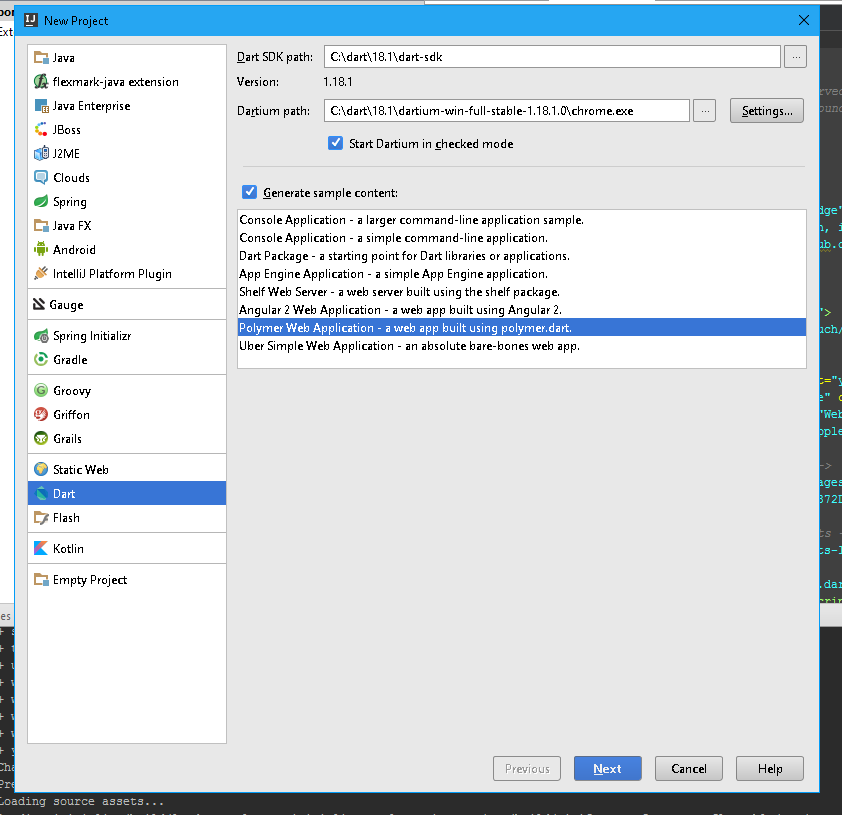 New Project
Java
flexmark-java extension
Java Enterprise
JBoss
J2ME
Clouds
Spring
Java FX
Android
IntelliJ Platform Plugin
Gauge
Spring Initializr
Gradle
Groovy
Griffon
Grails
Static Web
Dart
Flash
Kotlin
Empty Project
Dart SDK path: C:\dart\18.1\dart-sdk ...
Version: 1.18.1
Dartium path: C:\dart\18.1\dartium-win-full-stable-1.18.1.0\chrome.exe ... Settings...
Start Dartium in checked mode
Generate sample content:
Console Application - a larger command-line application sample.
Console Application - a simple command-line application.
Dart Package - a starting point for Dart libraries or applications.
App Engine Application - a simple App Engine application.
Shelf Web Server - a web server built using the shelf package.
Angular 2 Web Application - a web app built using Angular 2.
Polymer Web Application - a web app built using polymer.dart.
Uber Simple Web Application - an absolute bare-bones web app.
Previous Next Cancel Help
Loading source assets...